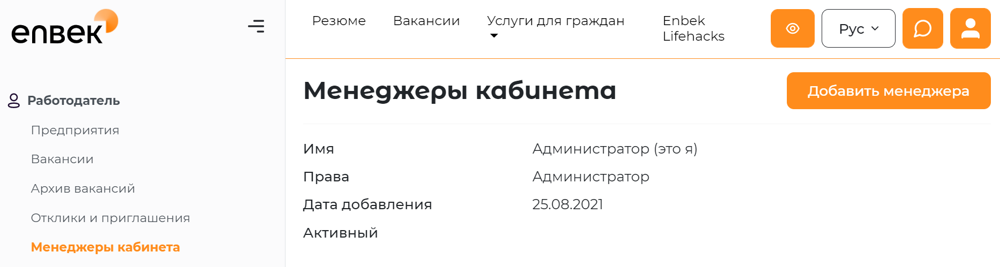 enbek
Работодатель
Предприятия
Вакансии
Архив вакансий
Отклики и приглашения
Менеджеры кабинета
Резюме
Вакансии
Услуги для граждан
Enbek
Lifehacks
Рус
Менеджеры кабинета
Добавить менеджера
Имя Администратор (это я)
Права Администратор
Дата добавления 25.08.2021
Активный